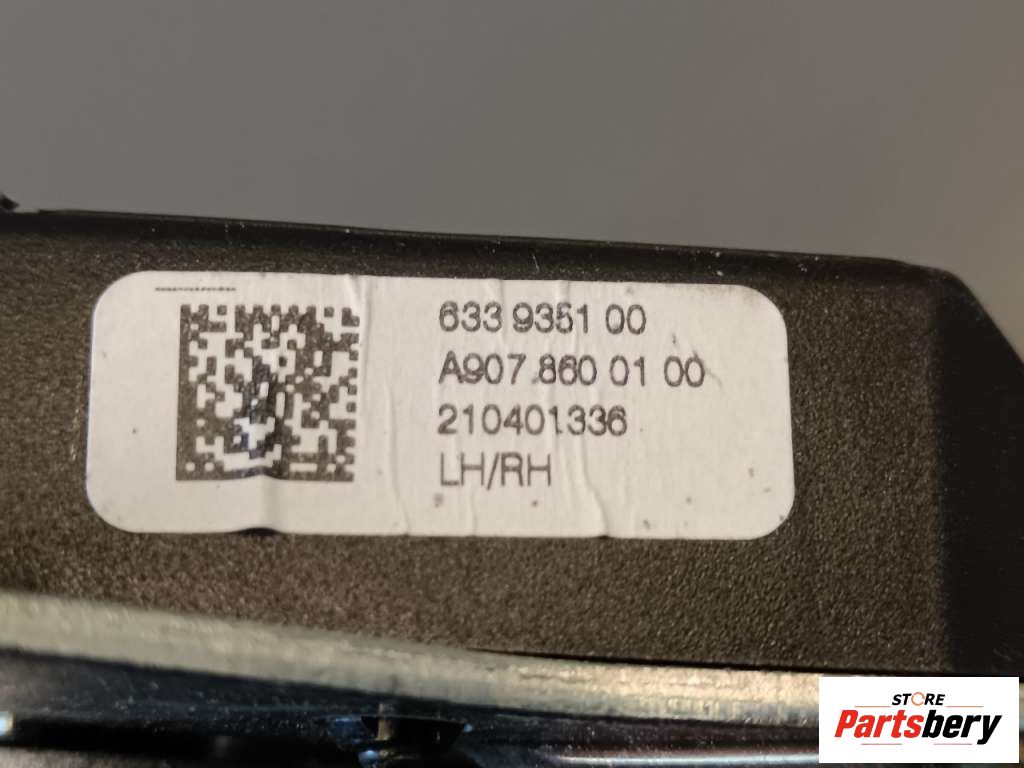 633 9351 00
A907 860 01 00
210401336
LH/RH
STORE
Partsbery